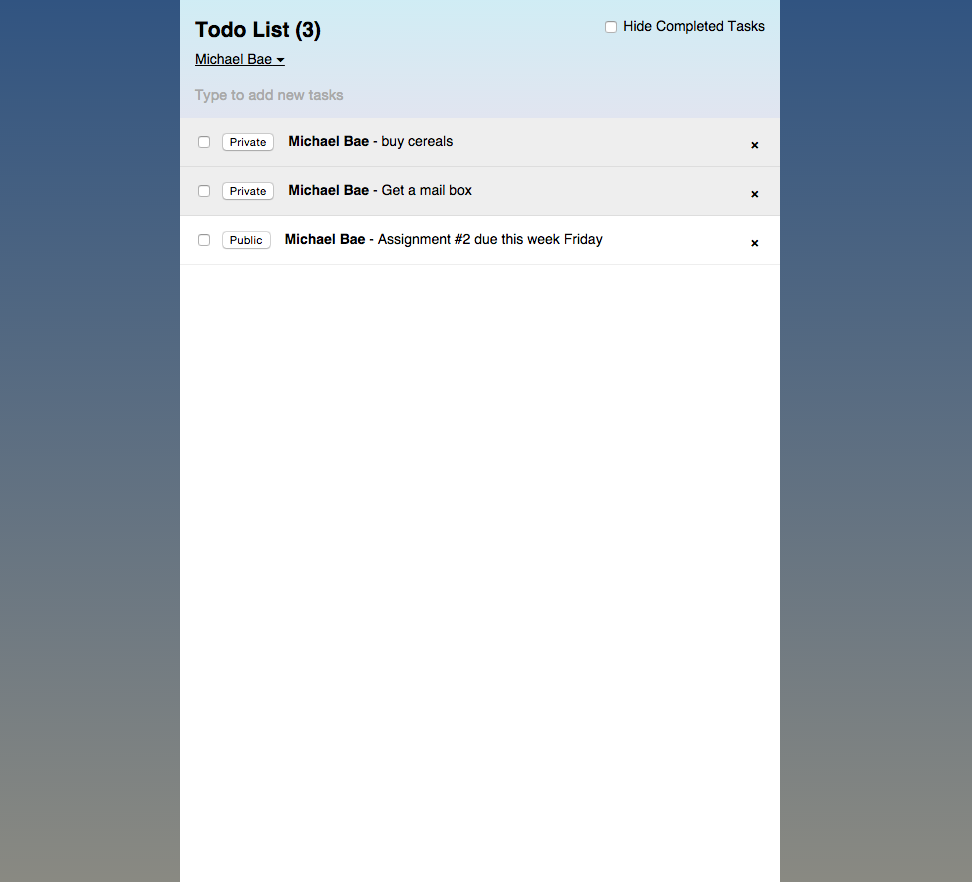 Todo List (3)
Hide Completed Tasks
Michael Bae
Type to add new tasks
Private Michael Bae - buy cereals ×
Private Michael Bae - Get a mail box ×
Public Michael Bae - Assignment #2 due this week Friday ×